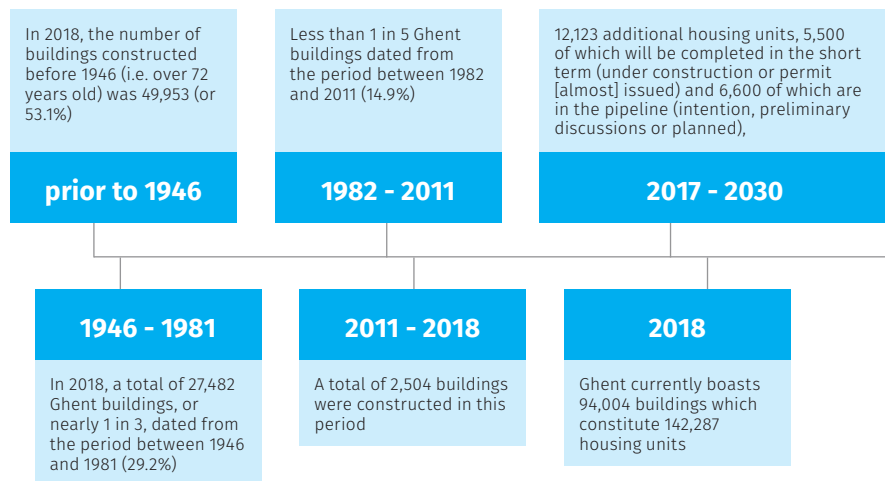 In 2018, the number of
buildings constructed
before 1946 (i.e. over 72
years old) was 49,953 (or
53.1%)
prior to 1946
Less than 1 in 5 Ghent
buildings dated from
the period between 1982
and 2011 (14.9%)
1982 - 2011
12,123 additional housing units, 5,500
of which will be completed in the short
term (under construction or permit
[almost] issued) and 6,600 of which are
in the pipeline (intention, preliminary
discussions or planned),
2017 - 2030
1946 - 1981
In 2018, a total of 27,482
Ghent buildings, or
nearly 1 in 3, dated from
the period between 1946
and 1981 (29.2%)
2011 - 2018
A total of 2,504 buildings
were constructed in this
period
2018
Ghent currently boasts
94,004 buildings which
constitute 142,287
housing units